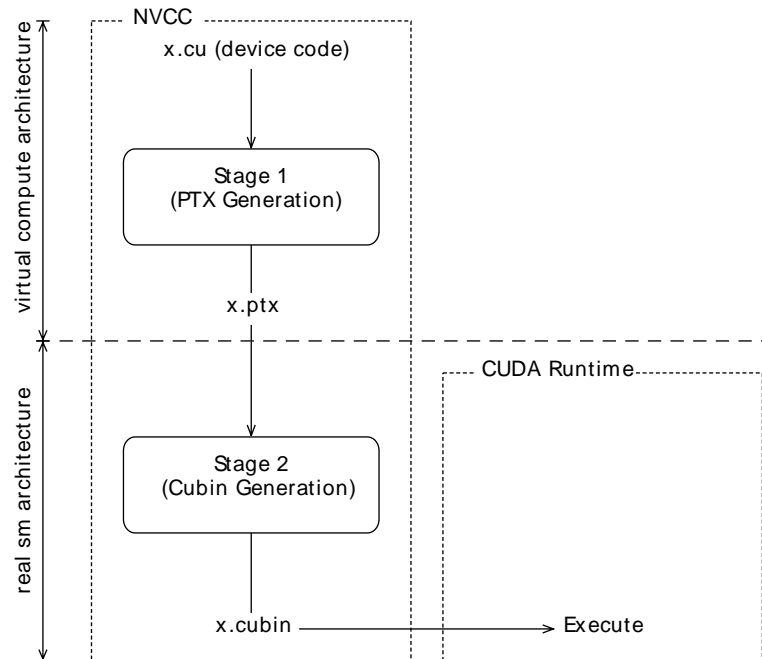 NVCC
x.cu (device code)
virtual compute architecture
Stage 1
(PTX Generation)
x.ptx
CUDA Runtime
real sm architecture
Stage 2
(Cubin Generation)
x.cubin
Execute